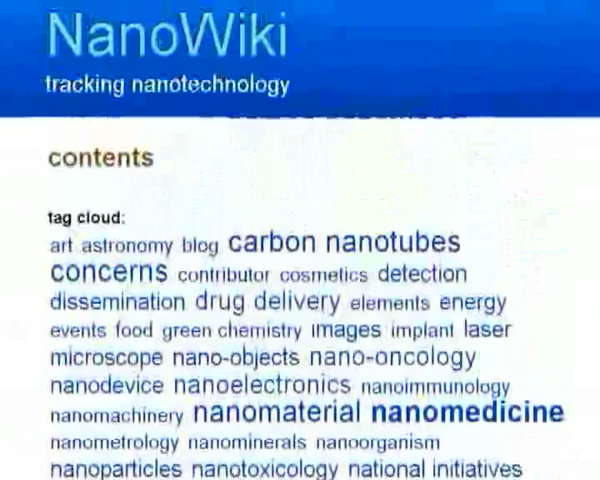 NanoWiki
tracking nanotechnology
contents
tag cloud:
art astronomy blog carbon nanotubes
concerns contributor cosmetics detection
dissemination drug delivery elements energy
events food green chemistry images implant laser
microscope nano-objects nano-oncology
nanodevice nanoelectronics nanoimmunology
nanomachinery nanomaterial nanomedicine
nanometrology nanominerals nanoorganism
nanoparticles nanotoxicology national initiatives